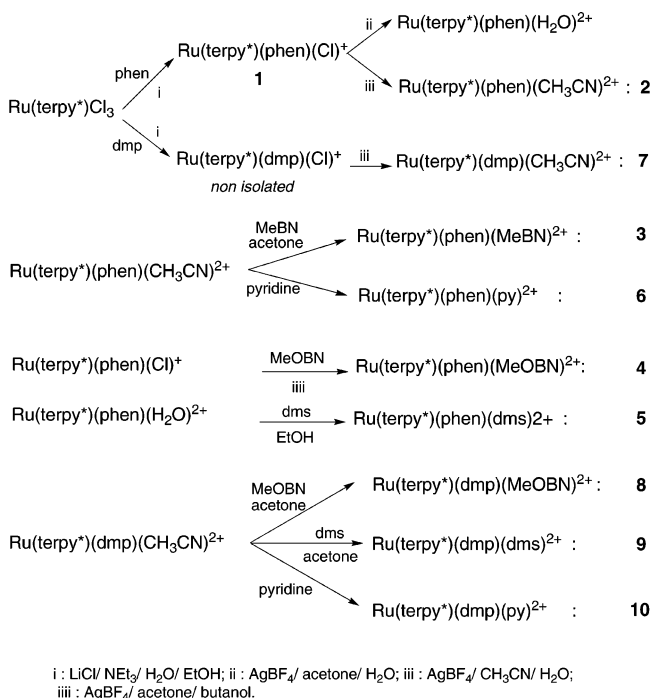 ii Ru(terpy*)(phen)(H₂O)²⁺
Ru(terpy*)(phen)(Cl)⁺
phen
i
1
iii Ru(terpy*)(phen)(CH₃CN)²⁺ : 2
Ru(terpy*)Cl₃
i
dmp
Ru(terpy*)(dmp)(Cl)⁺ iii Ru(terpy*)(dmp)(CH₃CN)²⁺ : 7
non isolated
MeBN
acetone
Ru(terpy*)(phen)(MeBN)²⁺ : 3
Ru(terpy*)(phen)(CH₃CN)²⁺
pyridine
Ru(terpy*)(phen)(py)²⁺ : 6
Ru(terpy*)(phen)(Cl)⁺ MeOBN Ru(terpy*)(phen)(MeOBN)²⁺: 4
iiii
Ru(terpy*)(phen)(H₂O)²⁺ dms Ru(terpy*)(phen)(dms)2+ : 5
EtOH
MeOBN
acetone
Ru(terpy*)(dmp)(MeOBN)²⁺ : 8
Ru(terpy*)(dmp)(CH₃CN)²⁺ dms Ru(terpy*)(dmp)(dms)²⁺ : 9
acetone
pyridine
Ru(terpy*)(dmp)(py)²⁺ : 10
i : LiCl/ NEt₃/ H₂O/ EtOH; ii : AgBF₄/ acetone/ H₂O; iii : AgBF₄/ CH₃CN/ H₂O;
iiii : AgBF₄/ acetone/ butanol.